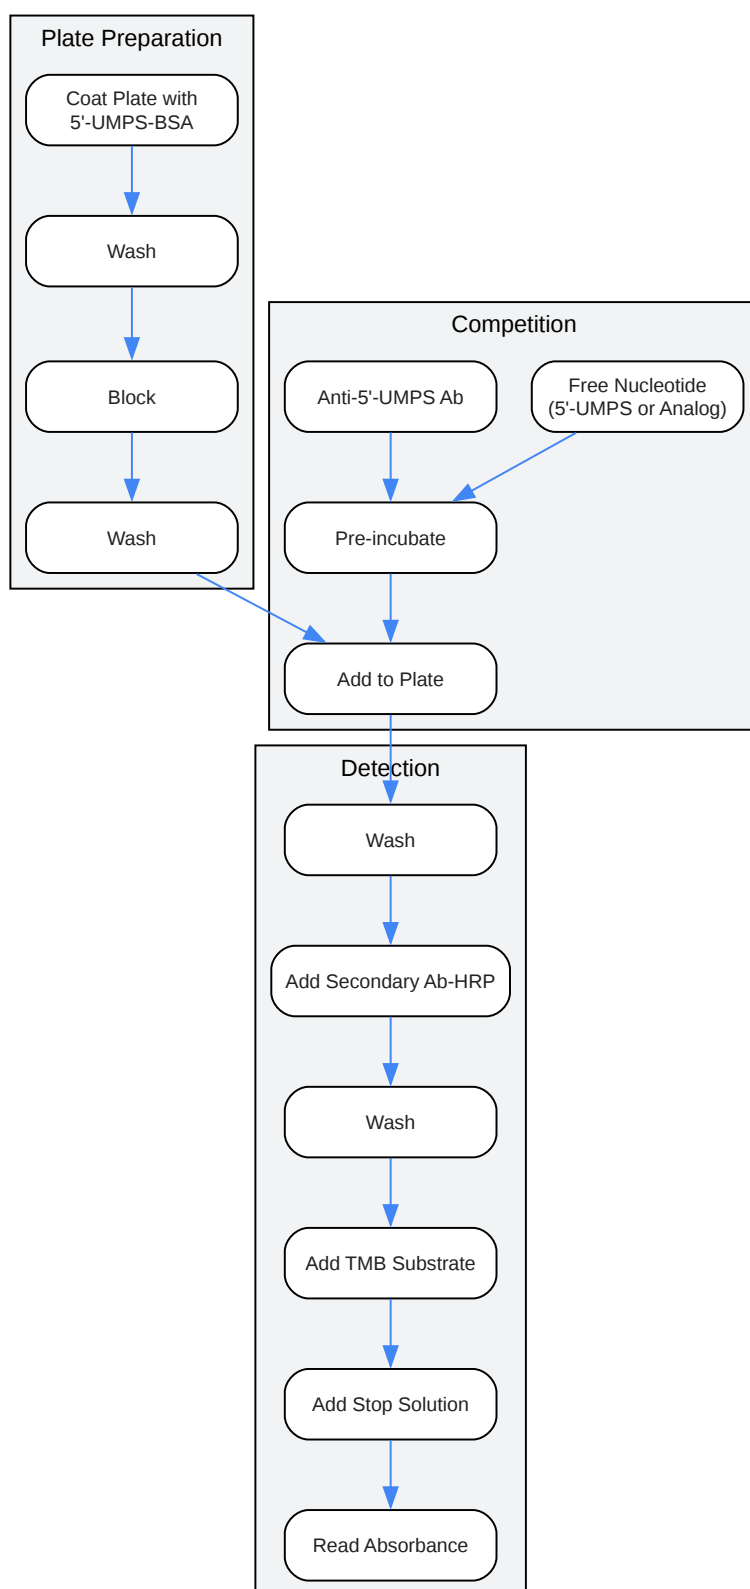 Plate Preparation
Coat Plate with
5'-UMPS-BSA
Wash
Block
Wash
Competition
Anti-5'-UMPS Ab
Free Nucleotide
(5'-UMPS or Analog)
Pre-incubate
Add to Plate
Detection
Wash
Add Secondary Ab-HRP
Wash
Add TMB Substrate
Add Stop Solution
Read Absorbance